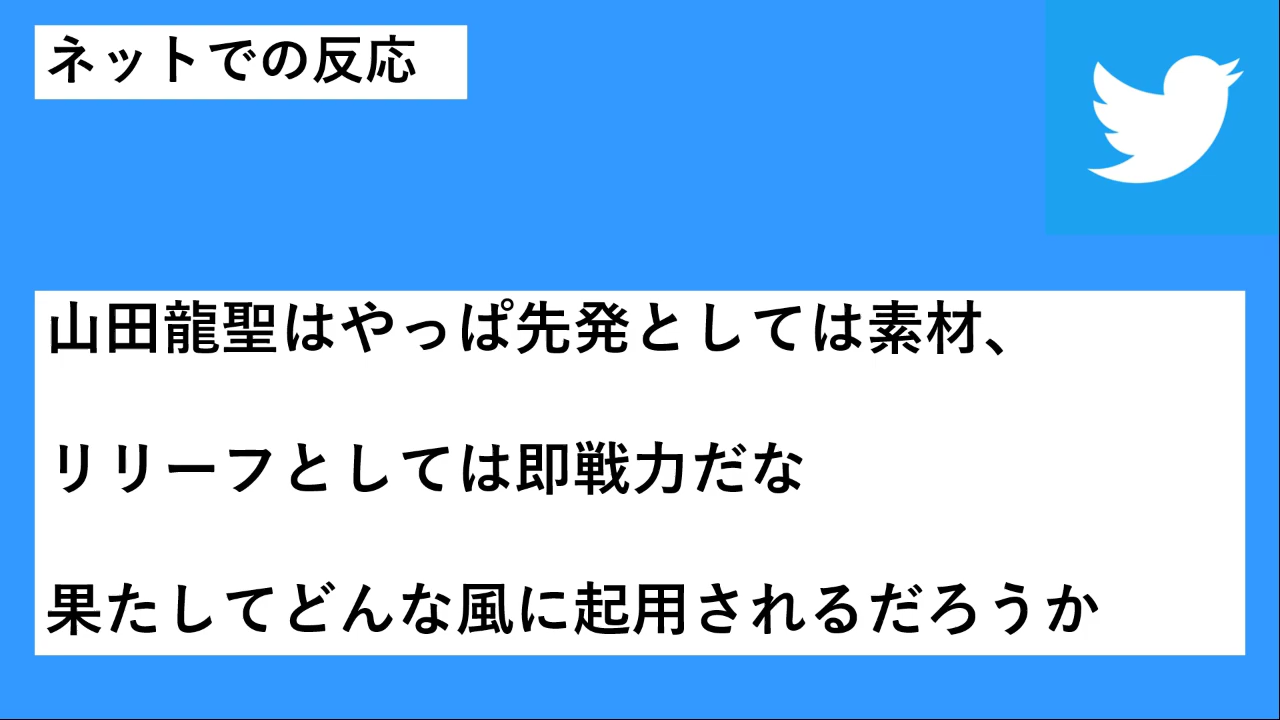 ネットでの反応
山田龍聖はやっぱ先発としては素材、
リリーフとしては即戦力だな
果たしてどんな風に起用されるだろうか